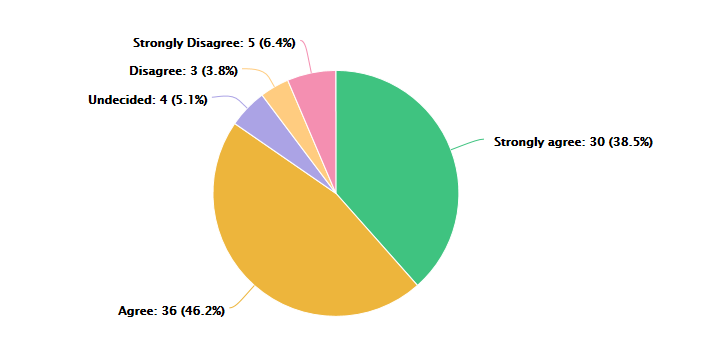 Strongly Disagree: 5 (6.4%)
Disagree: 3 (3.8%)
Undecided: 4 (5.1%)
Strongly agree: 30 (38.5%)
Agree: 36 (46.2%)